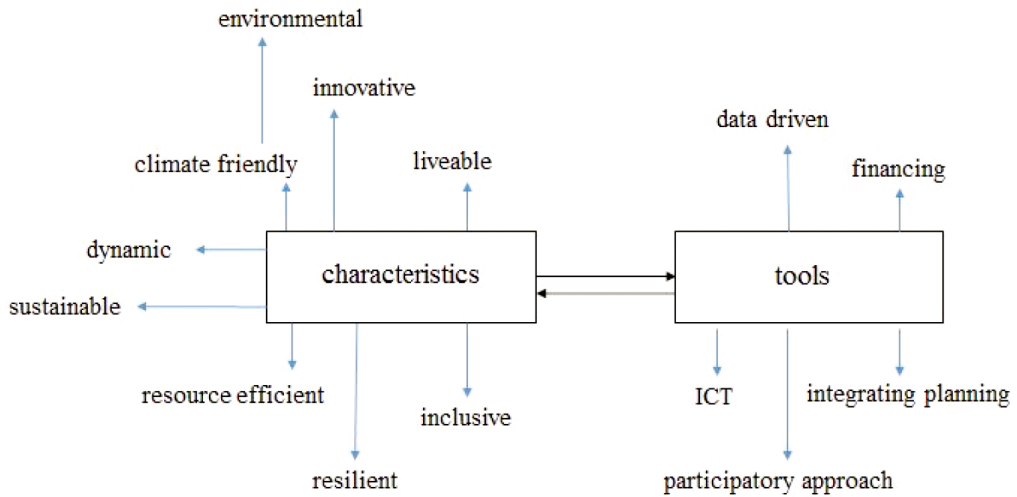 environmental
innovative
data driven
climate friendly
liveable
financing
dynamic
characteristics
tools
sustainable
resource efficient
ICT
integrating planning
inclusive
resilient
participatory approach